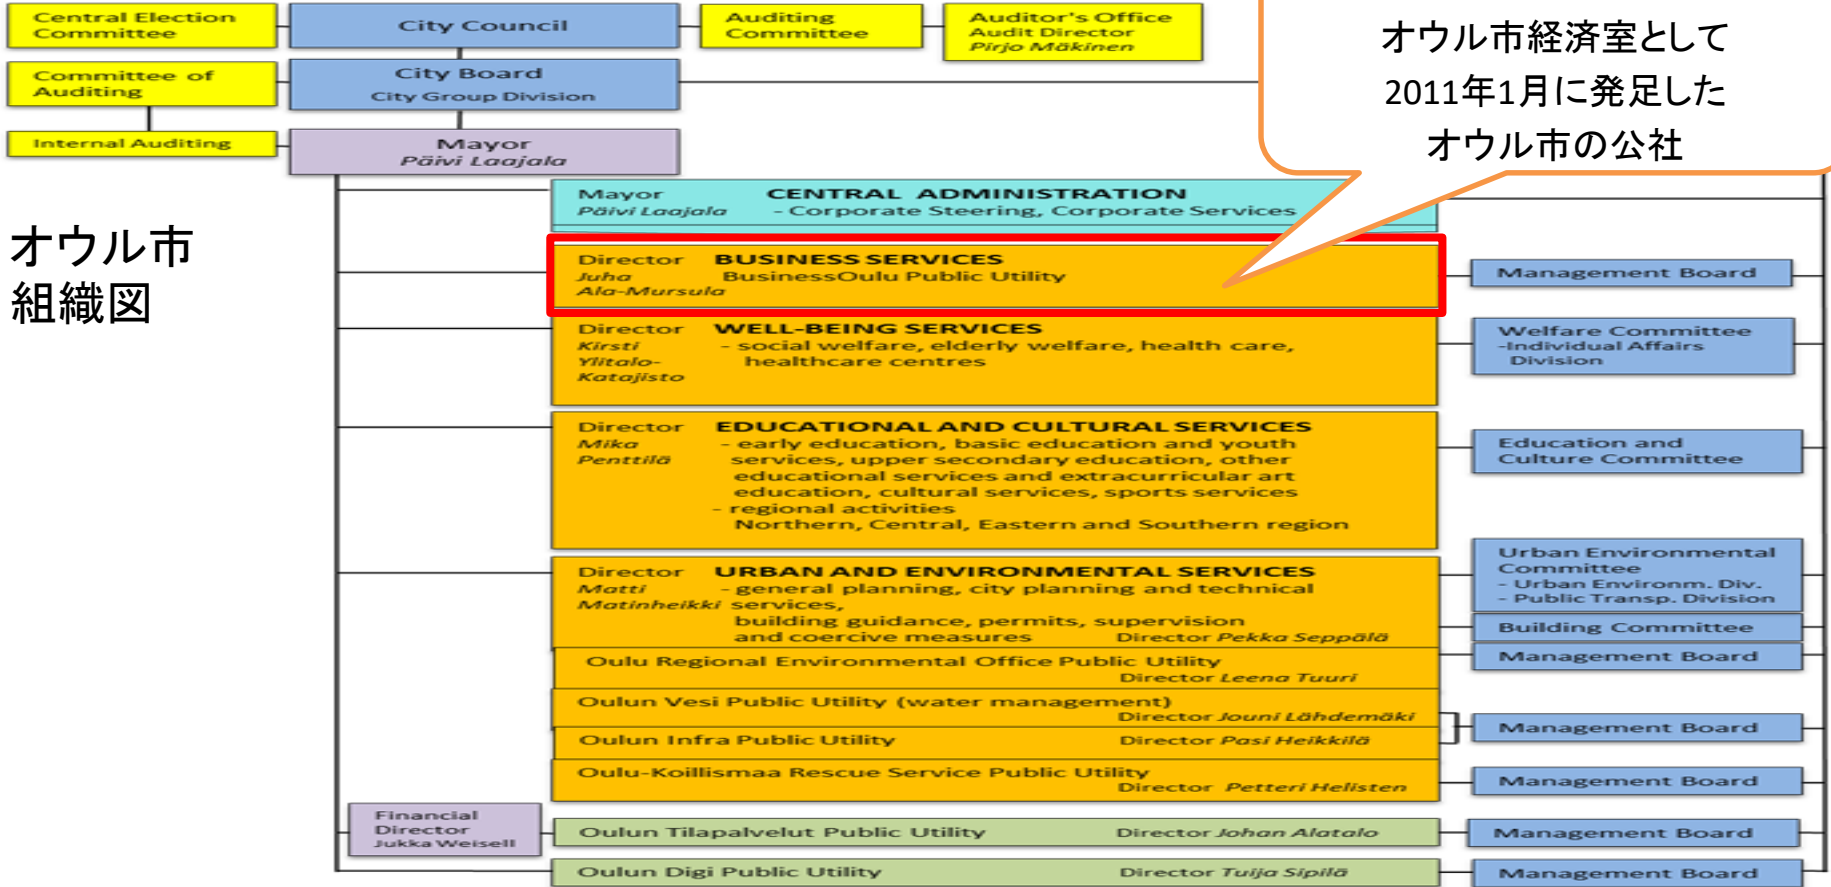 Central Election
Committee
City Council
Auditing
Committee
Auditor's Office
Audit Director
Pirjo Mäkinen
オウル市経済室として
2011年1月に発足した
オウル市の公社
Committee of
Auditing
City Board
City Group Division
Internal Auditing
Mayor
Päivi Laajala
オウル市
組織図
Mayor CENTRAL ADMINISTRATION
Päivi Laajala - Corporate Steering, Corporate Services
Director BUSINESS SERVICES
Juha BusinessOulu Public Utility
Ala-Mursula
Management Board
Director WELL-BEING SERVICES
Kirsti - social welfare, elderly welfare, health care,
Ylitalo- healthcare centres
Katajisto
Welfare Committee
-Individual Affairs
Division
Director EDUCATIONAL AND CULTURAL SERVICES
Mika - early education, basic education and youth
Penttilä services, upper secondary education, other
educational services and extracurricular art
education, cultural services, sports services
- regional activities
Northern, Central, Eastern and Southern region
Education and
Culture Committee
Director URBAN AND ENVIRONMENTAL SERVICES
Matti - general planning, city planning and technical
Matinheikki services,
building guidance, permits, supervision
and coercive measures Director Pekka Seppälä
Urban Environmental
Committee
- Urban Environm. Div.
- Public Transp. Division
Building Committee
Oulu Regional Environmental Office Public Utility
Director Leena Tuuri
Management Board
Oulun Vesi Public Utility (water management)
Director Jouni Lähdemäki
Oulun Infra Public Utility Director Pasi Heikkilä
Management Board
Oulu-Koillismaa Rescue Service Public Utility
Director Petteri Helisten
Management Board
Financial
Director
Jukka Weisell
Oulun Tilapalvelut Public Utility Director Johan Alatalo
Management Board
Oulun Digi Public Utility Director Tuija Sipilä
Management Board